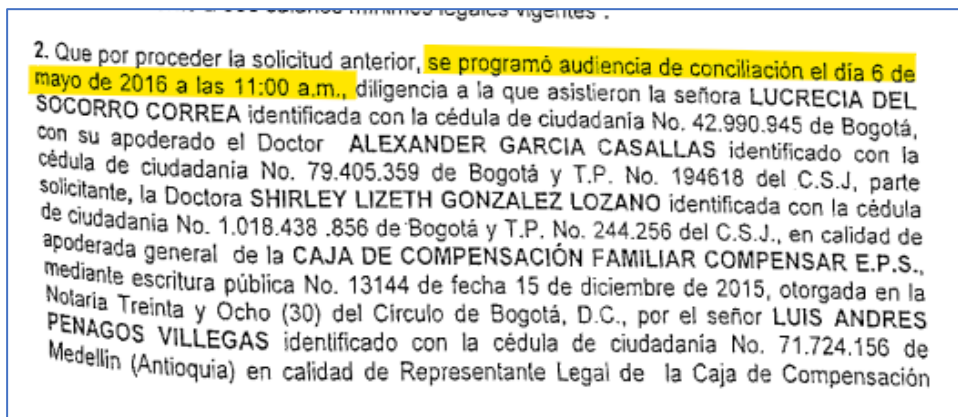 salarios mínimos legales vigentes".
2. Que por proceder la solicitud anterior, se programó audiencia de conciliación el día 6 de
mayo de 2016 a las 11:00 a.m., diligencia a la que asistieron la señora LUCRECIA DEL
SOCORRO CORREA identificada con la cédula de ciudadanía No. 42.990.945 de Bogotá,
con su apoderado el Doctor ALEXANDER GARCIA CASALLAS identificado con la
cédula de ciudadanía No. 79.405.359 de Bogotá y T.P. No. 194618 del C.S.J, parte
solicitante, la Doctora SHIRLEY LIZETH GONZALEZ LOZANO identificada con la cédula
de ciudadanía No. 1.018.438 .856 de Bogotá y T.P. No. 244.256 del C.S.J., en calidad de
apoderada general de la CAJA DE COMPENSACIÓN FAMILIAR COMPENSAR E.P.S.,
mediante escritura pública No. 13144 de fecha 15 de diciembre de 2015, otorgada en la
Notaria Treinta y Ocho (30) del Círculo de Bogotá, D.C., por el señor LUIS ANDRES
PENAGOS VILLEGAS identificado con la cédula de ciudadanía No. 71.724.156 de
Medellín (Antioquia) en calidad de Representante Legal de la Caja de Compensación